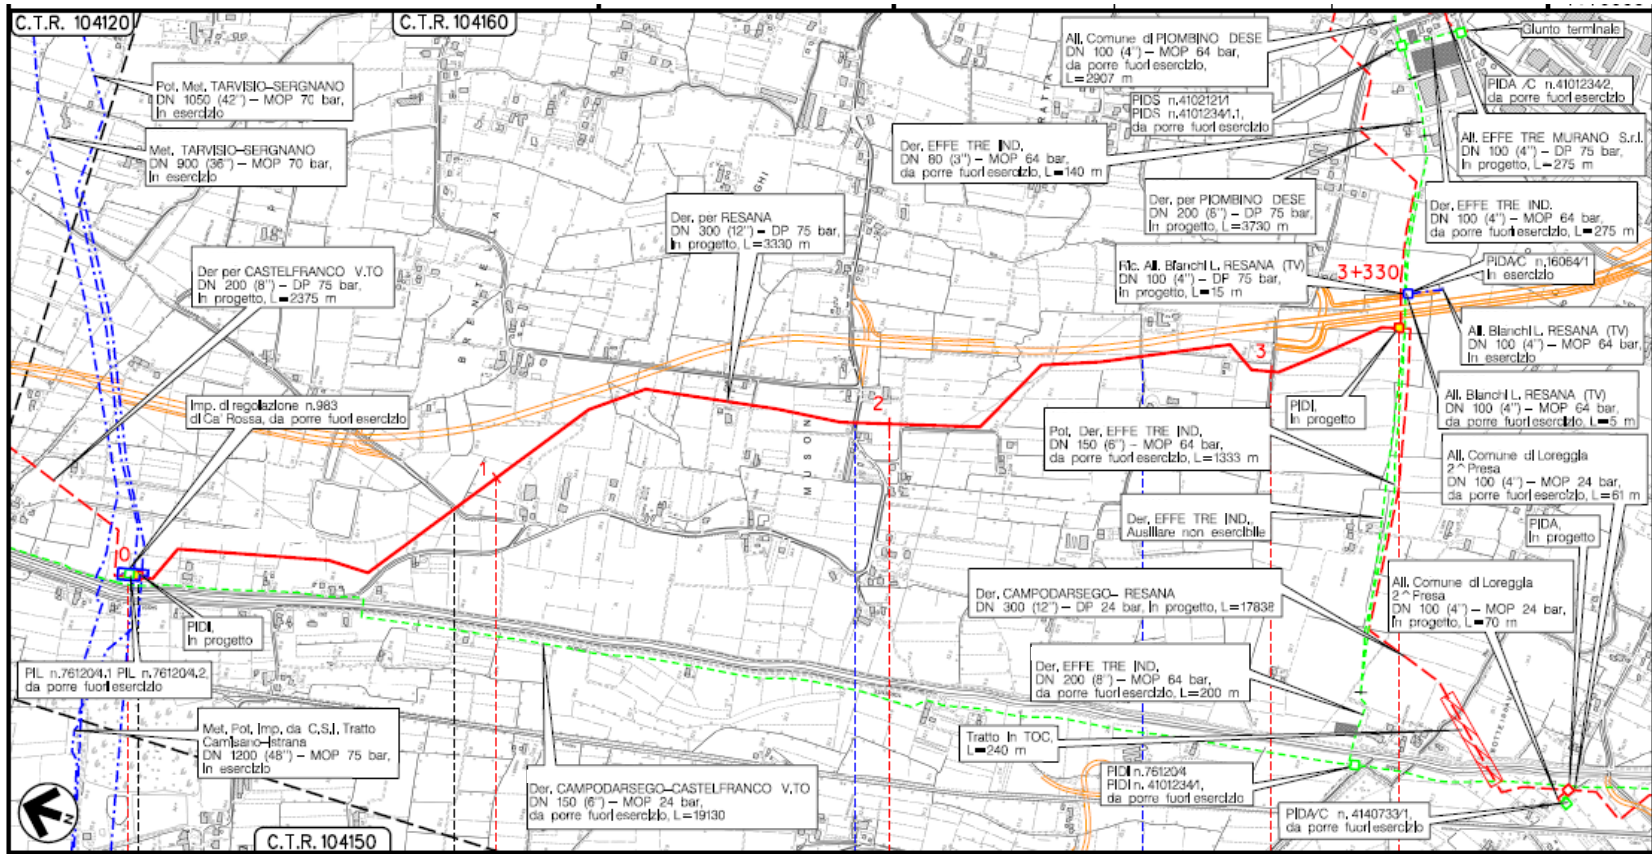 C.T.R. 104120
C.T.R. 104160
Pot. Met. TARVISIO-SERGNANO
DN 1050 (42") – MOP 70 bar,
In esercizio
Met. TARVISIO-SERGNANO
DN 900 (36") – MOP 70 bar,
In esercizio
Der per CASTELFRANCO V.TO
DN 200 (8") – DP 75 bar,
In progetto, L=2375 m
Imp. di regolazione n.983
di Ca' Rossa, da porre fuori esercizio
Der. per RESANA
DN 300 (12") – DP 75 bar,
In progetto, L=3330 m
All. Comune di PIOMBINO DESE
DN 100 (4") – MOP 64 bar,
da porre fuori esercizio,
L=2907 m
PIDS n.4102121/1
PIDS n.4101234/1.1,
da porre fuori esercizio
Der. EFFE TRE IND.
DN 80 (3") – MOP 64 bar,
da porre fuori esercizio, L=140 m
Der. per PIOMBINO DESE
DN 200 (8") – DP 75 bar,
In progetto, L=3730 m
Ric. All. Bianchi L. RESANA (TV)
DN 100 (4") – DP 75 bar,
In progetto, L=15 m
Giunto terminale
PIDA /C n.4101234/2,
da porre fuori esercizio
All. EFFE TRE MURANO S.r.l.
DN 100 (4") – DP 75 bar,
In progetto, L=275 m
Der. EFFE TRE IND.
DN 100 (4") – MOP 64 bar,
da porre fuori esercizio, L=275 m
PIDA/C n.16064/1
In esercizio
3+330
All. Bianchi L. RESANA (TV)
DN 100 (4") – MOP 64 bar,
In esercizio
All. Bianchi L. RESANA (TV)
DN 100 (4") – MOP 64 bar,
da porre fuori esercizio, L=5 m
PIDI,
In progetto
Pot. Der. EFFE TRE IND.
DN 150 (6") – MOP 64 bar,
da porre fuori esercizio, L=1333 m
All. Comune di Loreggia
2^Presa
DN 100 (4") – MOP 24 bar,
da porre fuori esercizio, L=61 m
Der. EFFE TRE IND.,
Ausiliare non esercibile
PIDA,
In progetto
Der. CAMPODARSEGO– RESANA
DN 300 (12") – DP 24 bar, In progetto, L=17838
All. Comune di Loreggia
2^Presa
DN 100 (4") – MOP 24 bar,
In progetto, L=70 m
Der. EFFE TRE IND.
DN 200 (8") – MOP 64 bar,
da porre fuori esercizio, L=200 m
Tratto In TOC,
L=240 m
PIDI n.76120/4
PIDI n.4101234/1,
da porre fuori esercizio
PIDA/C n. 4140733/1,
da porre fuori esercizio
0
1
2
3
BRENTELLA
MUSON
PIDI,
In progetto
PIL n.76120/4.1 PIL n.76120/4.2,
da porre fuori esercizio
Met. Pot. Imp. da C.S.I. Tratto
Camisano-Istrana
DN 1200 (48") – MOP 75 bar,
In esercizio
Der. CAMPODARSEGO–CASTELFRANCO V.TO
DN 150 (6") – MOP 24 bar,
da porre fuori esercizio, L=19130
N
C.T.R. 104150